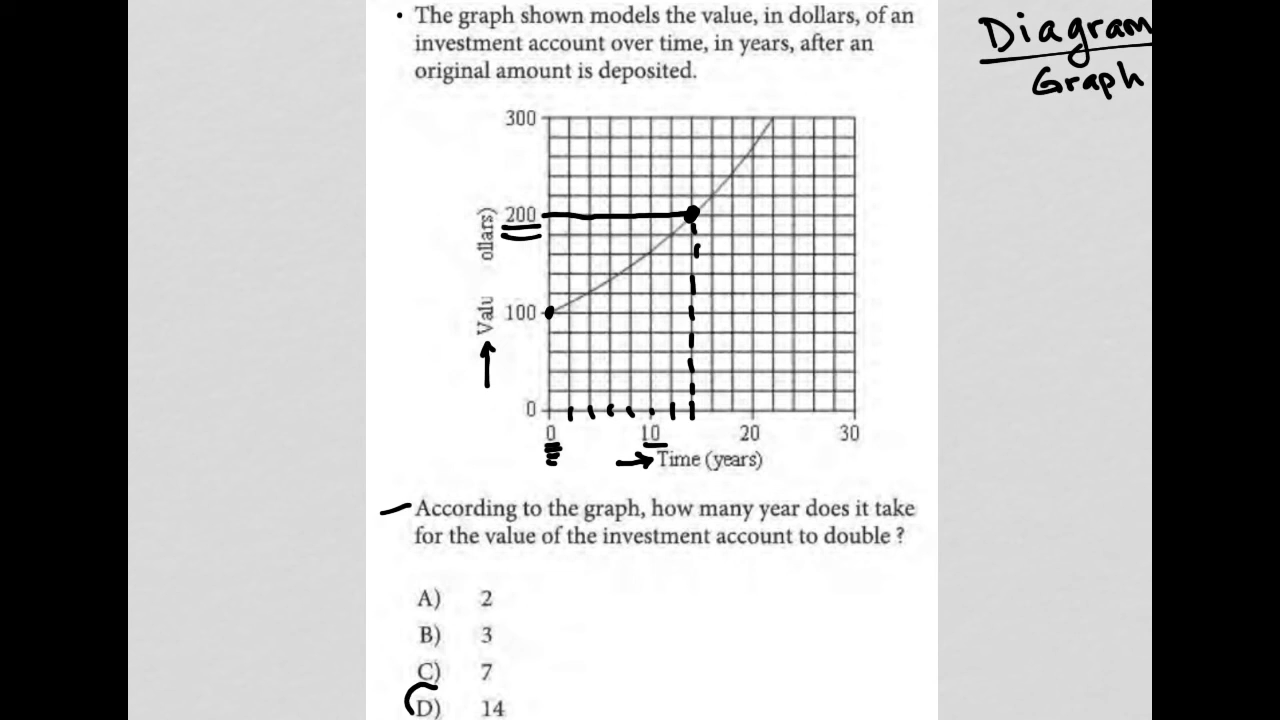 • The graph shown models the value, in dollars, of an
investment account over time, in years, after an
original amount is deposited.
Diagram
Graph
300
200
100
0
Valu ollars)
0 10 20 30
Time (years)
According to the graph, how many year does it take
for the value of the investment account to double ?
A) 2
B) 3
C) 7
D) 14